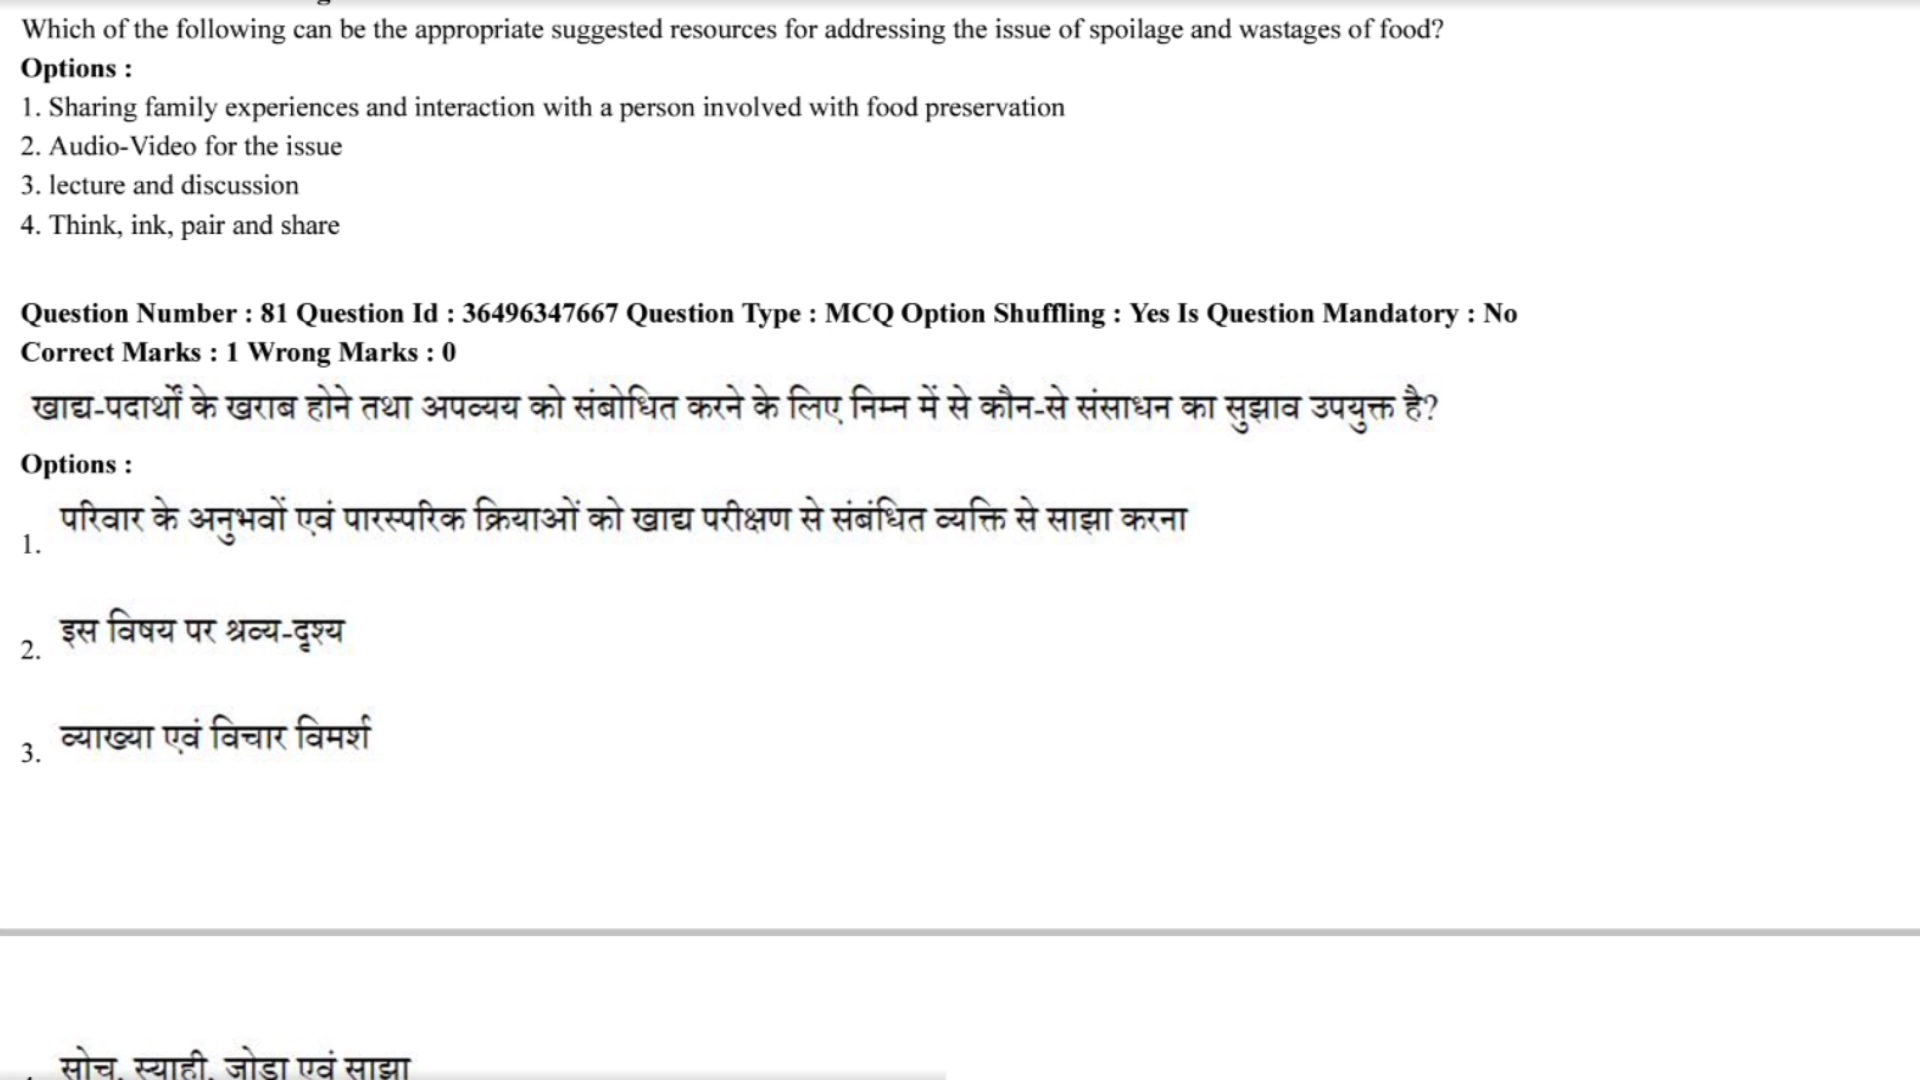 Which of the following can be the appropriate suggested resources for addressing the issue of spoilage and wastages of food?
Options :
1. Sharing family experiences and interaction with a person involved with food preservation
2. Audio-Video for the issue
3. lecture and discussion
4. Think, ink, pair and share
Question Number : 81 Question Id : 36496347667 Question Type : MCQ Option Shuffling : Yes Is Question Mandatory : No
Correct Marks : 1 Wrong Marks : 0
खाद्य-पदार्थों के खराब होने तथा अपव्यय को संबोधित करने के लिए निम्न में से कौन-से संसाधन का सुझाव उपयुक्त है?
Options :
1. परिवार के अनुभवों एवं पारस्परिक क्रियाओं को खाद्य परीक्षण से संबंधित व्यक्ति से साझा करना
2. इस विषय पर श्रव्य-दृश्य
3. व्याख्या एवं विचार विमर्श
सोच, स्याही, जोड़ा एवं साझा